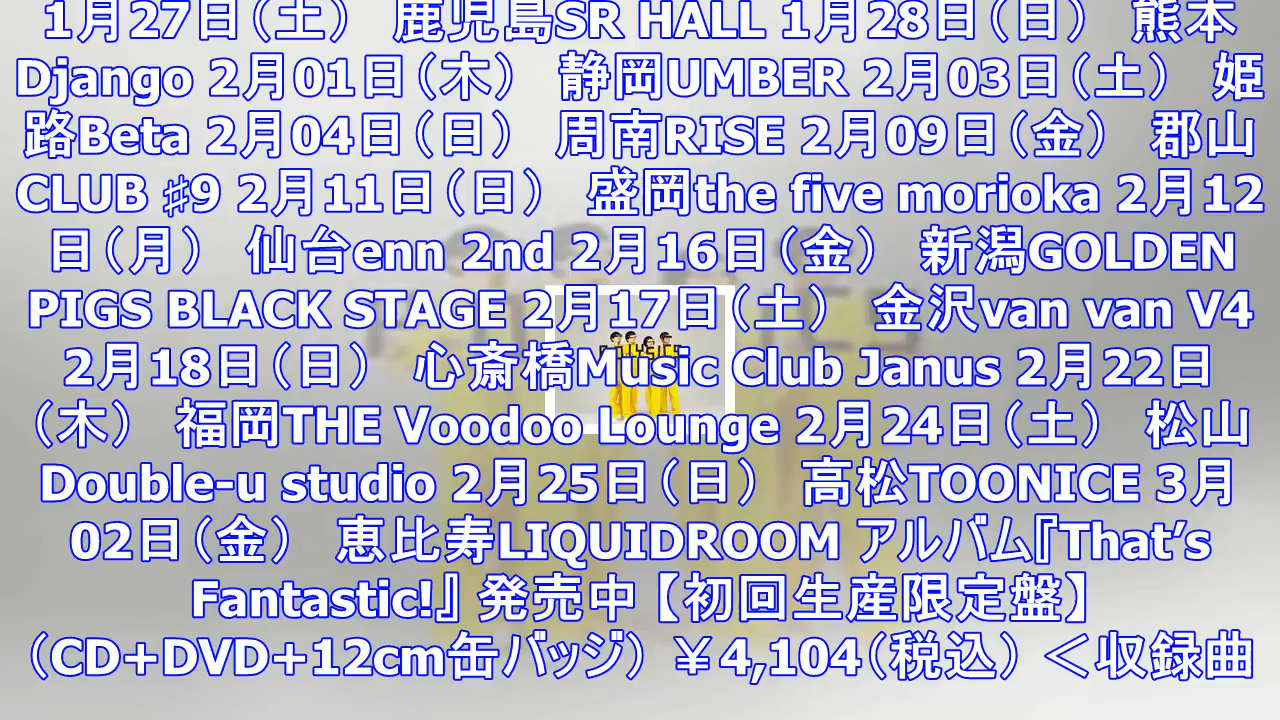 1月27日（土）　鹿児島SR HALL 1月28日（日）　熊本
Django 2月01日（木）　静岡UMBER 2月03日（土）　姫
路Beta 2月04日（日）　周南RISE 2月09日（金）　郡山
CLUB ♯9 2月11日（日）　盛岡the five morioka 2月12
日（月）　仙台enn 2nd 2月16日（金）　新潟GOLDEN
PIGS BLACK STAGE 2月17日（土）　金沢van van V4
2月18日（日）　心斎橋Music Club Janus 2月22日
（木）　福岡THE Voodoo Lounge 2月24日（土）　松山
Double-u studio 2月25日（日）　高松TOONICE 3月
02日（金）　恵比寿LIQUIDROOM アルバム『That’s
Fantastic!』 発売中 【初回生産限定盤】
（CD+DVD+12cm缶バッジ） ￥4,104（税込） ＜収録曲